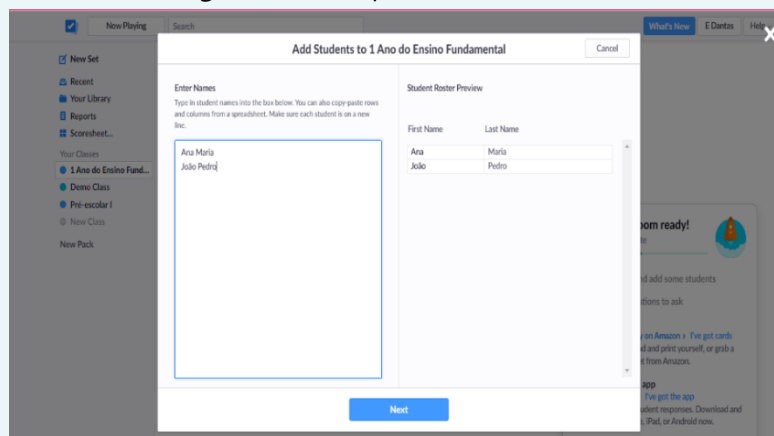 Now Playing
Search
What's New
E Dantas
Help
Add Students to 1 Ano do Ensino Fundamental
Cancel
New Set
Recent
Your Library
Reports
Scoresheet...
Your Classes
1 Ano do Ensino Fund...
Demo Class
Pré-escolar I
New Class
New Pack
Enter Names
Type in student names into the box below. You can also copy-paste rows
and columns from a spreadsheet. Make sure each student is on a new
line.
Ana Maria
João Pedro
Student Roster Preview
First Name Last Name
Ana Maria
João Pedro
Next
room ready!
nd add some students
tions to ask
y on Amazon › I've got cards
d and print yourself, or grab a
t from Amazon.
app
I've got the app
udent responses. Download and
, iPad, or Android now.
X